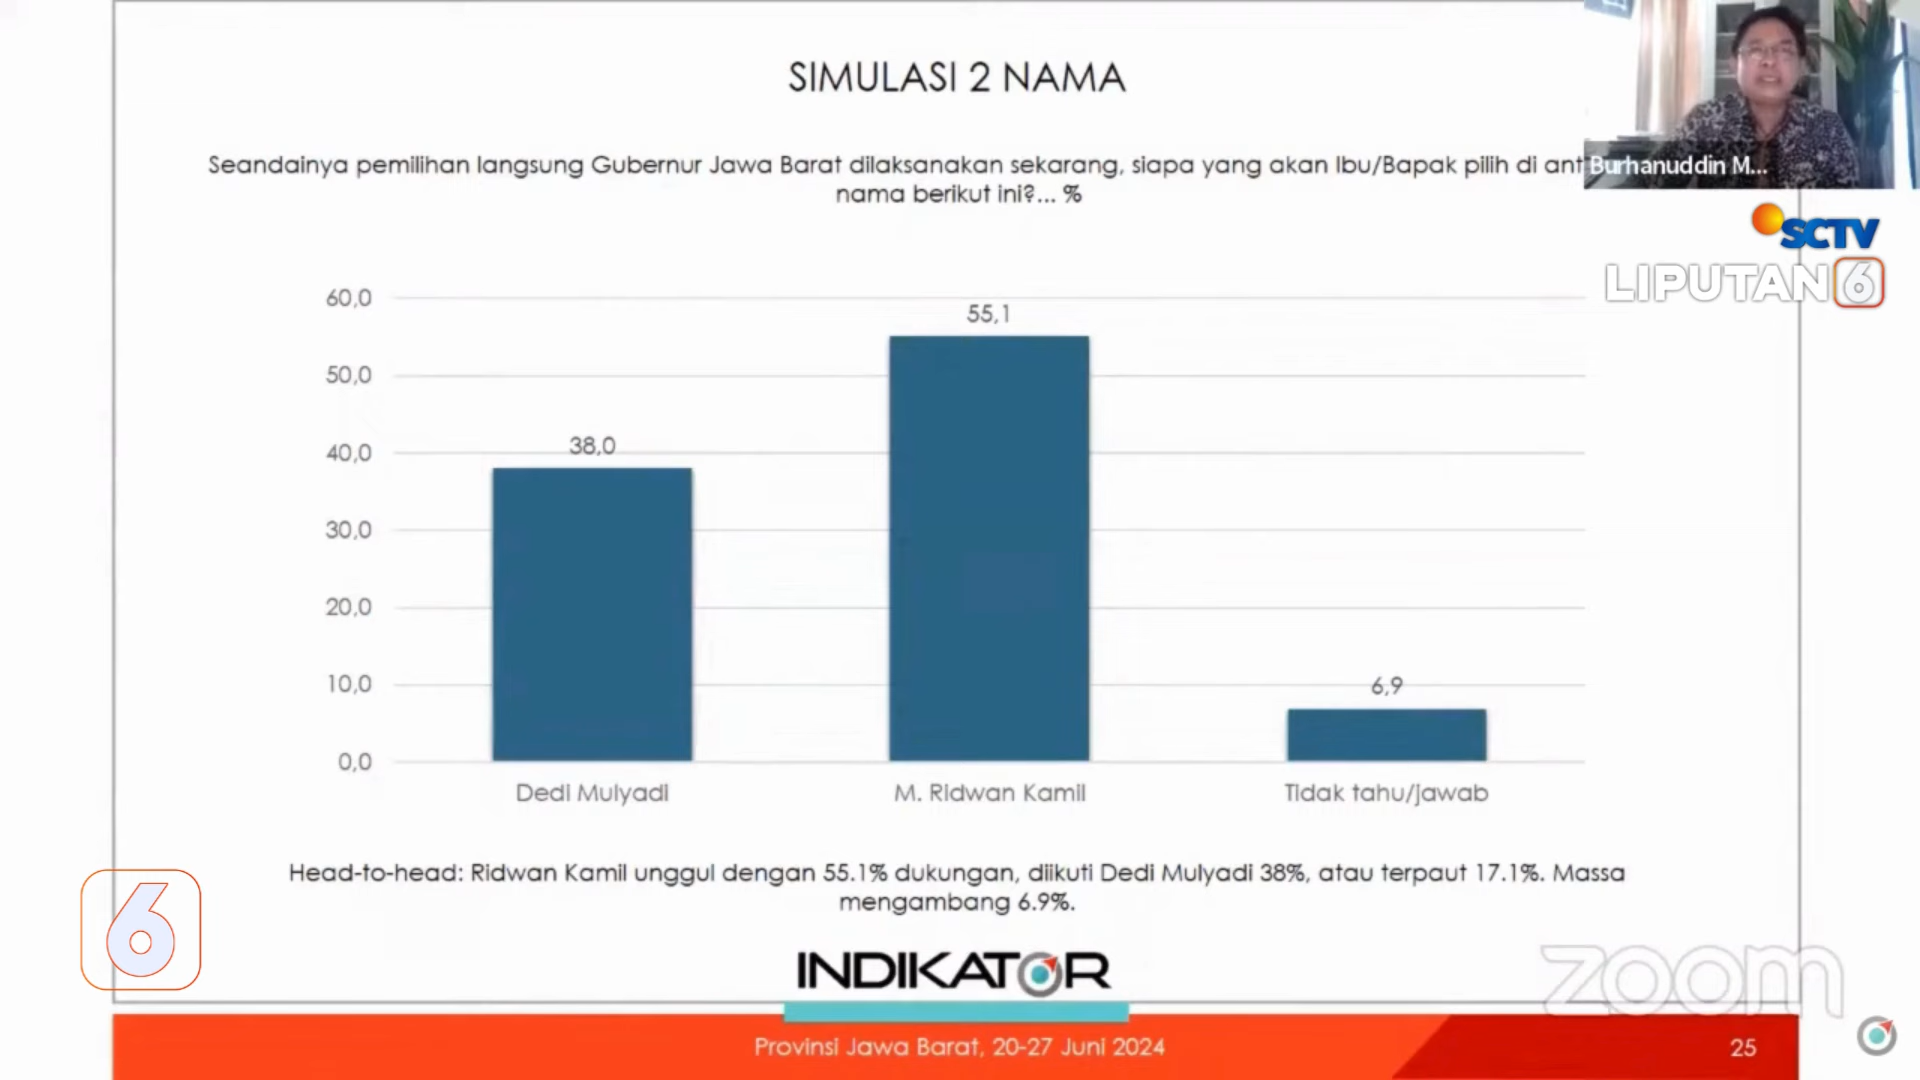 SIMULASI 2 NAMA
Seandainya pemilihan langsung Gubernur Jawa Barat dilaksanakan sekarang, siapa yang akan Ibu/Bapak pilih di ant
nama berikut ini?... %
Burhanuddin M...
SCTV
LIPUTAN 6
60,0
55,1
50,0
38,0
40,0
30,0
20,0
10,0
6,9
0,0
Dedi Mulyadi
M. Ridwan Kamil
Tidak tahu/jawab
Head-to-head: Ridwan Kamil unggul dengan 55.1% dukungan, diikuti Dedi Mulyadi 38%, atau terpaut 17.1%. Massa
mengambang 6.9%.
6
INDIKATOR
zoom
Provinsi Jawa Barat, 20-27 Juni 2024
25